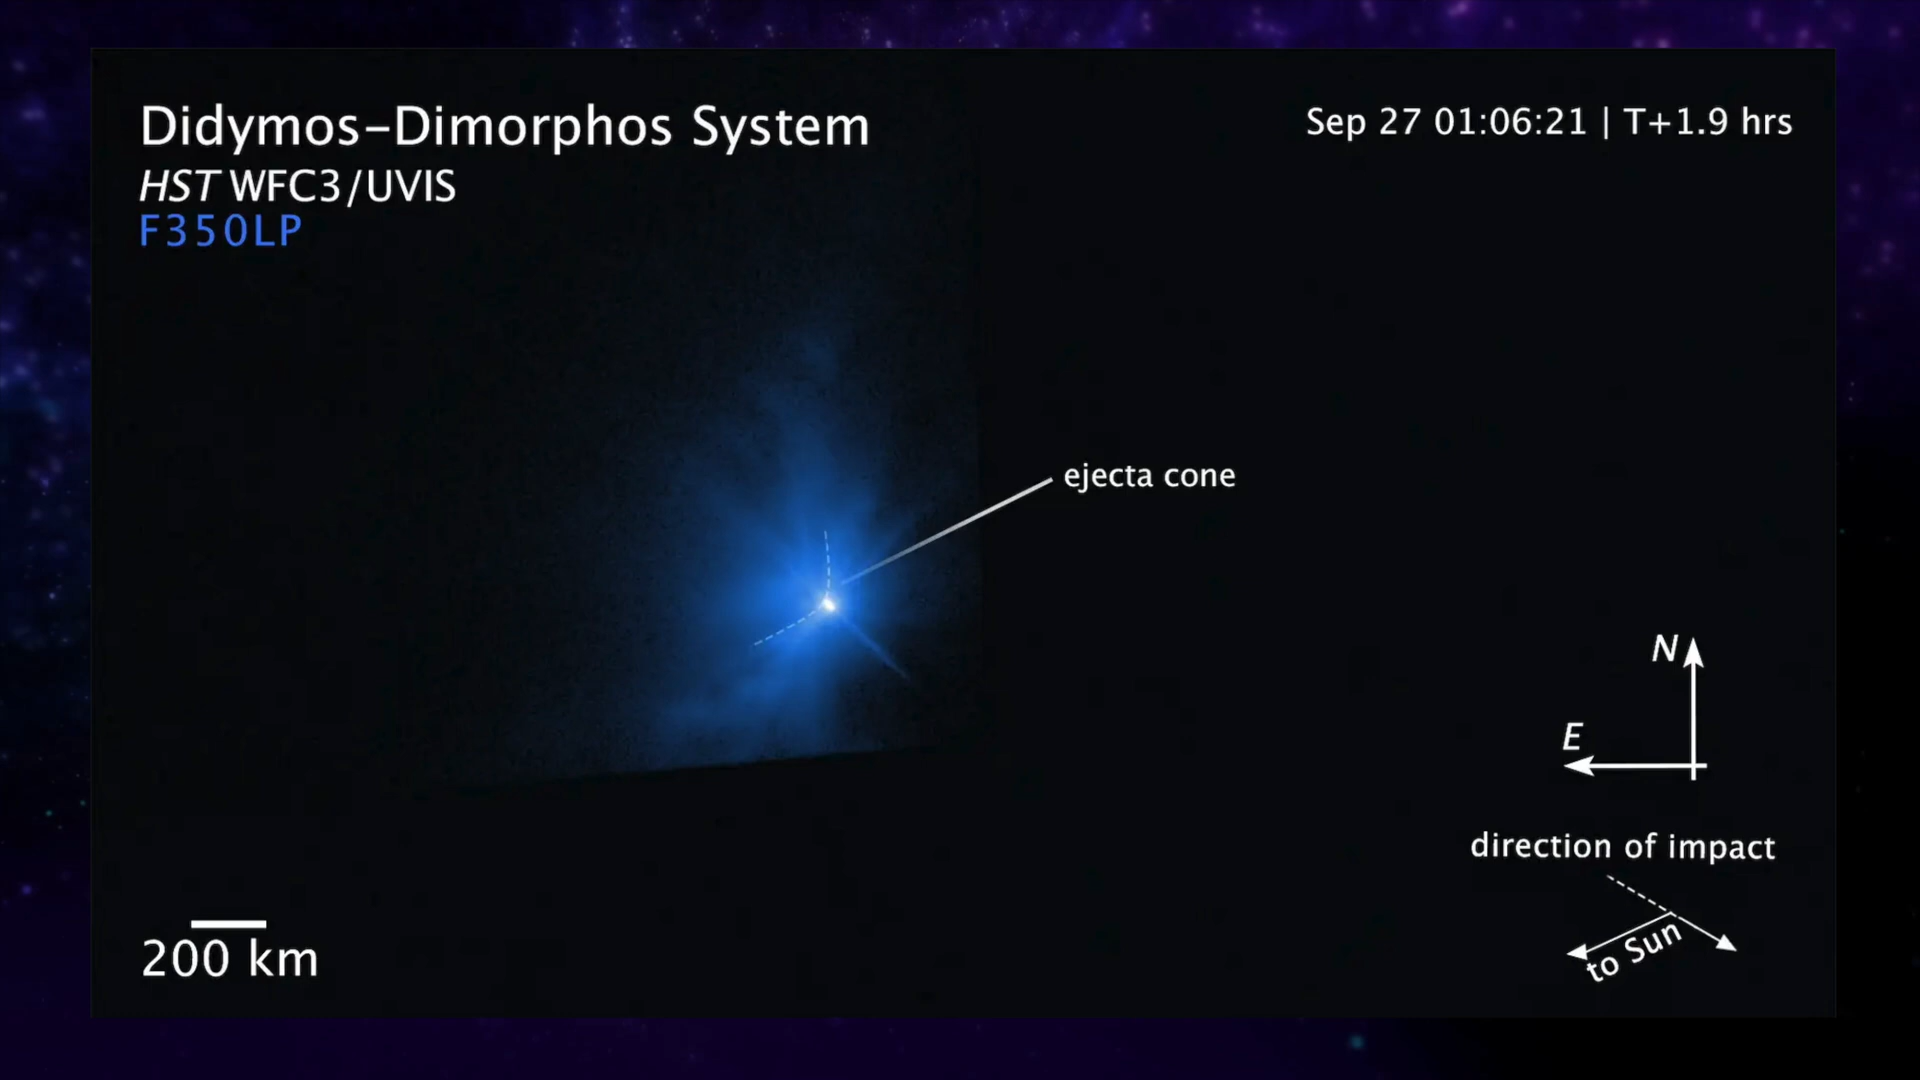 Didymos–Dimorphos System
HST WFC3/UVIS
F350LP
Sep 27 01:06:21 | T+1.9 hrs
ejecta cone
N
E
direction of impact
to Sun
200 km